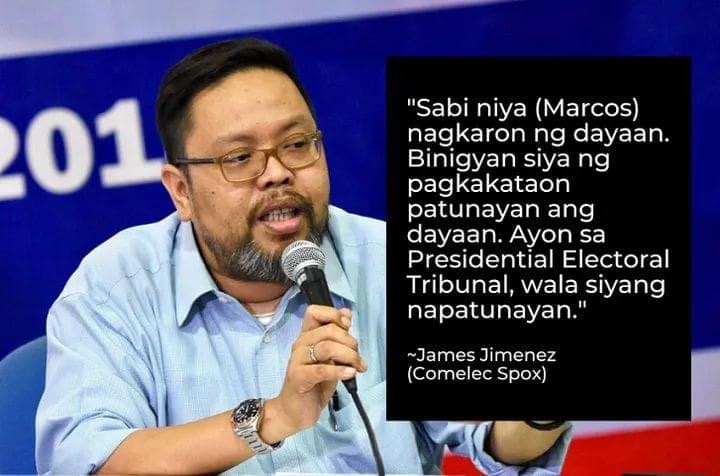 201
"Sabi niya (Marcos)
nagkaron ng dayaan.
Binigyan siya ng
pagkakataon
patunayan ang
dayaan. Ayon sa
Presidential Electoral
Tribunal, wala siyang
napatunayan."
~James Jimenez
(Comelec Spox)